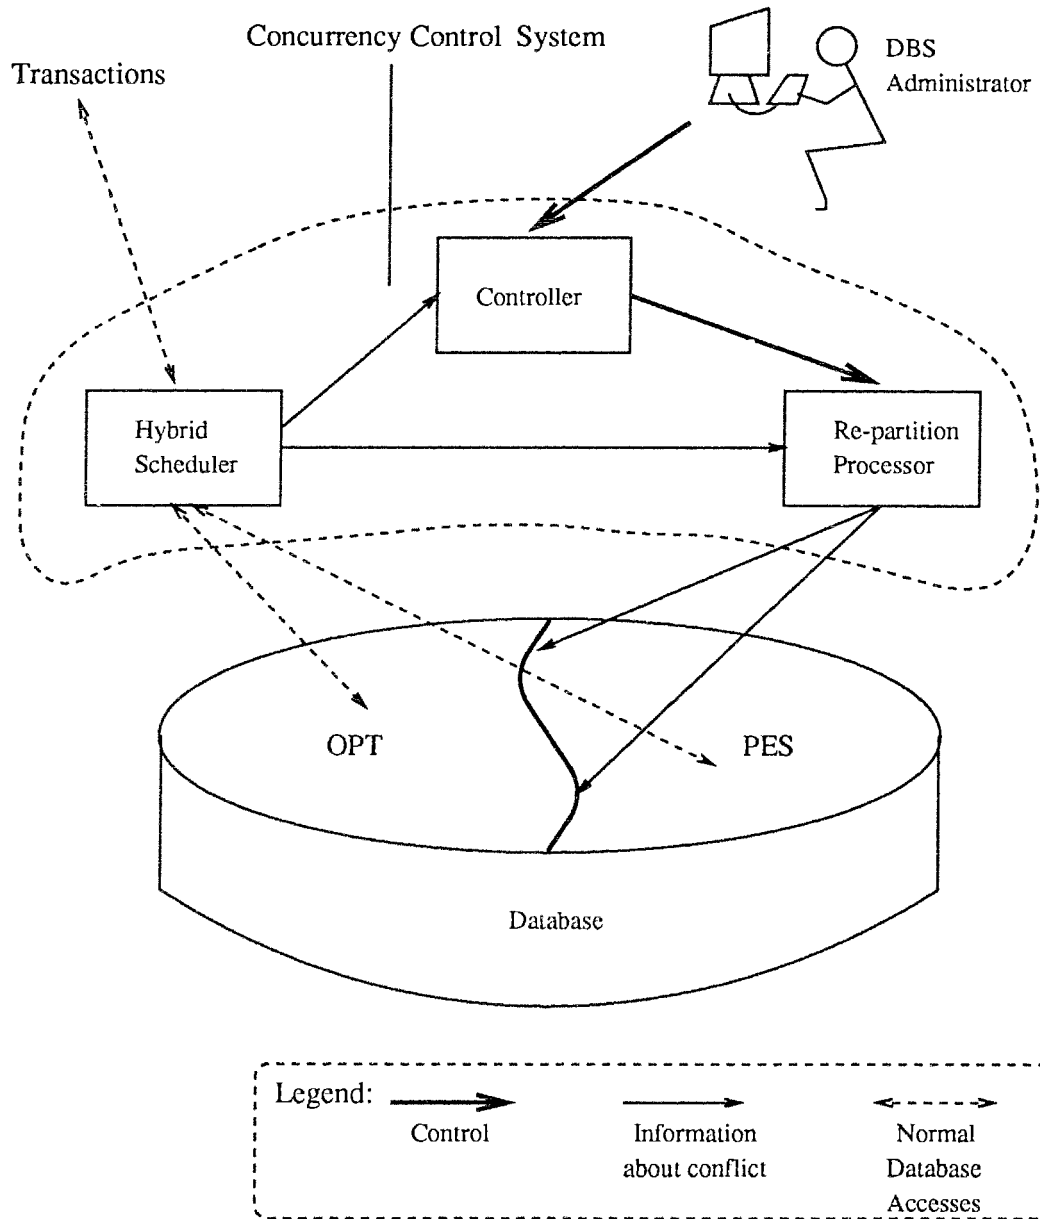 Concurrency Control System
DBS
Administrator
Transactions
Controller
Hybrid
Scheduler
Re-partition
Processor
OPT
PES
Database
Legend:
Control
Information
about conflict
Normal
Database
Accesses